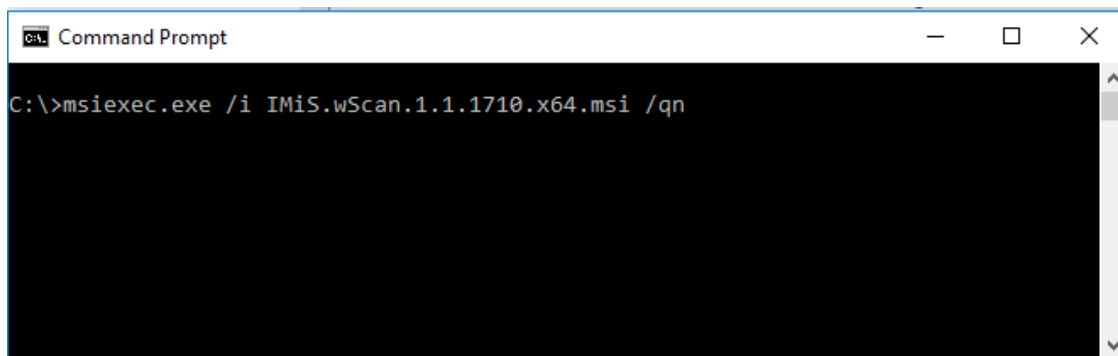 Command Prompt
C:\>msiexec.exe /i IMiS.wScan.1.1.1710.x64.msi /qn